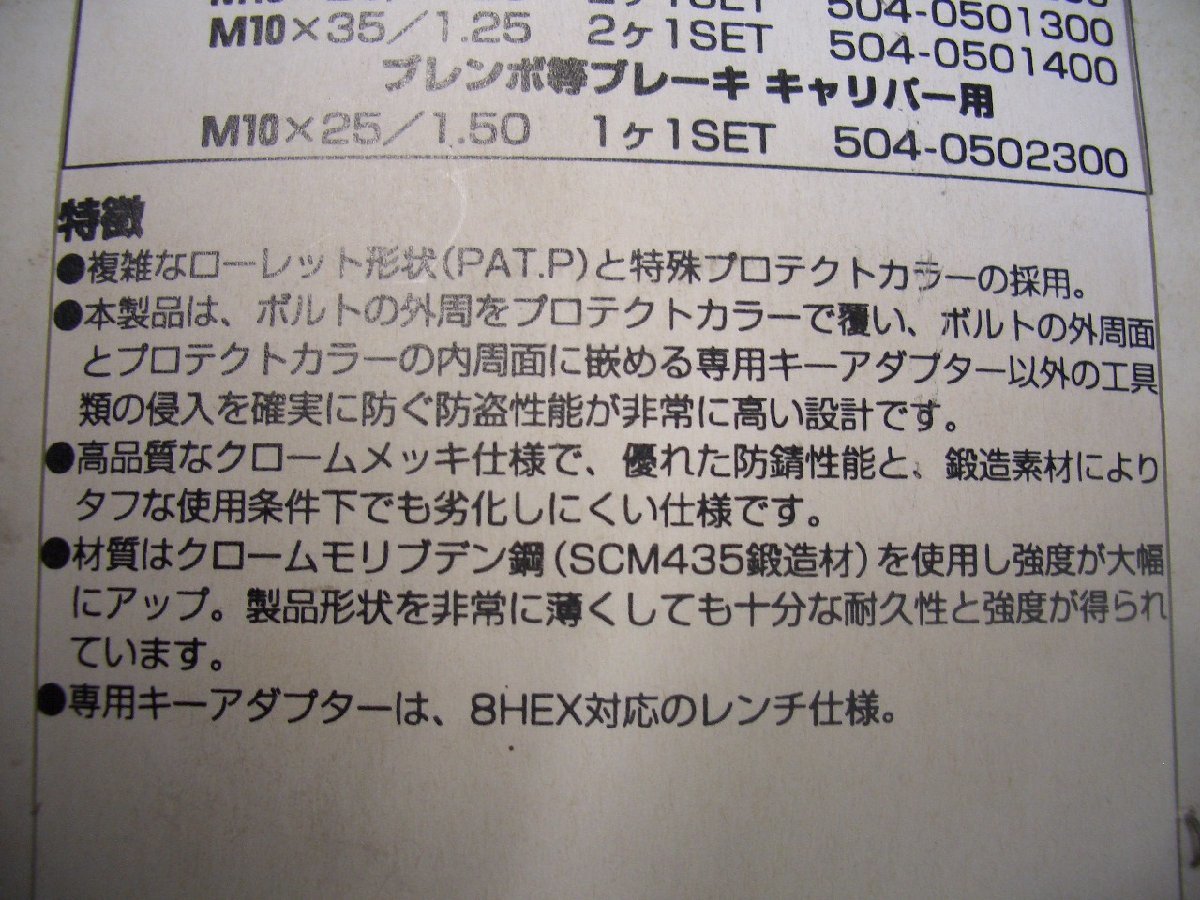 1SET 504-0501300
M10×35/1.25 2ヶ1SET 504-0501400
ブレンボ等ブレーキ キャリパー用
M10×25/1.50 1ヶ1SET 504-0502300
特徴
●複雑なローレット形状(PAT.P)と特殊プロテクトカラーの採用。
●本製品は、ボルトの外周をプロテクトカラーで覆い、ボルトの外周面
とプロテクトカラーの内周面に嵌める専用キーアダプター以外の工具
類の侵入を確実に防ぐ防盗性能が非常に高い設計です。
●高品質なクロームメッキ仕様で、優れた防錆性能と、鍛造素材により
タフな使用条件下でも劣化しにくい仕様です。
●材質はクロームモリブデン鋼(SCM435鍛造材)を使用し強度が大幅
にアップ。製品形状を非常に薄くしても十分な耐久性と強度が得られ
ています。
●専用キーアダプターは、8HEX対応のレンチ仕様。